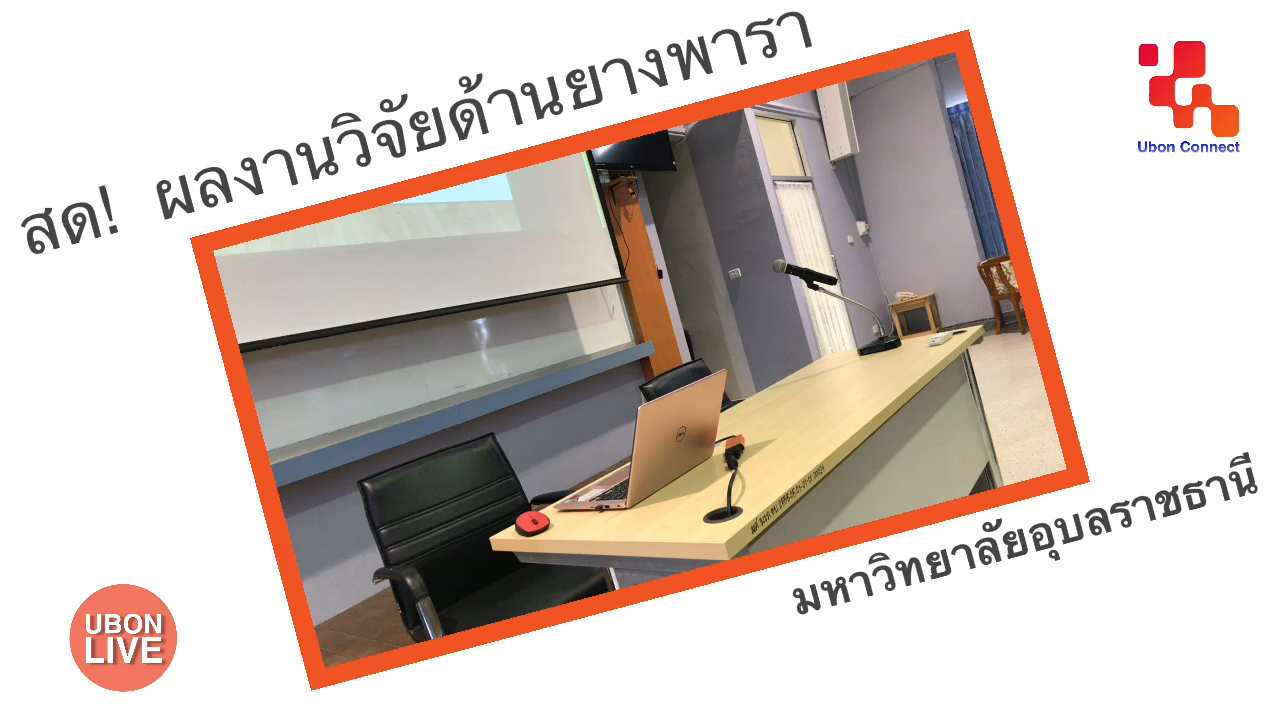 สด! ผลงานวิจัยด้านยางพารา
Ubon Connect
DELL
มหาวิทยาลัยอุบลราชธานี
UBON
LIVE